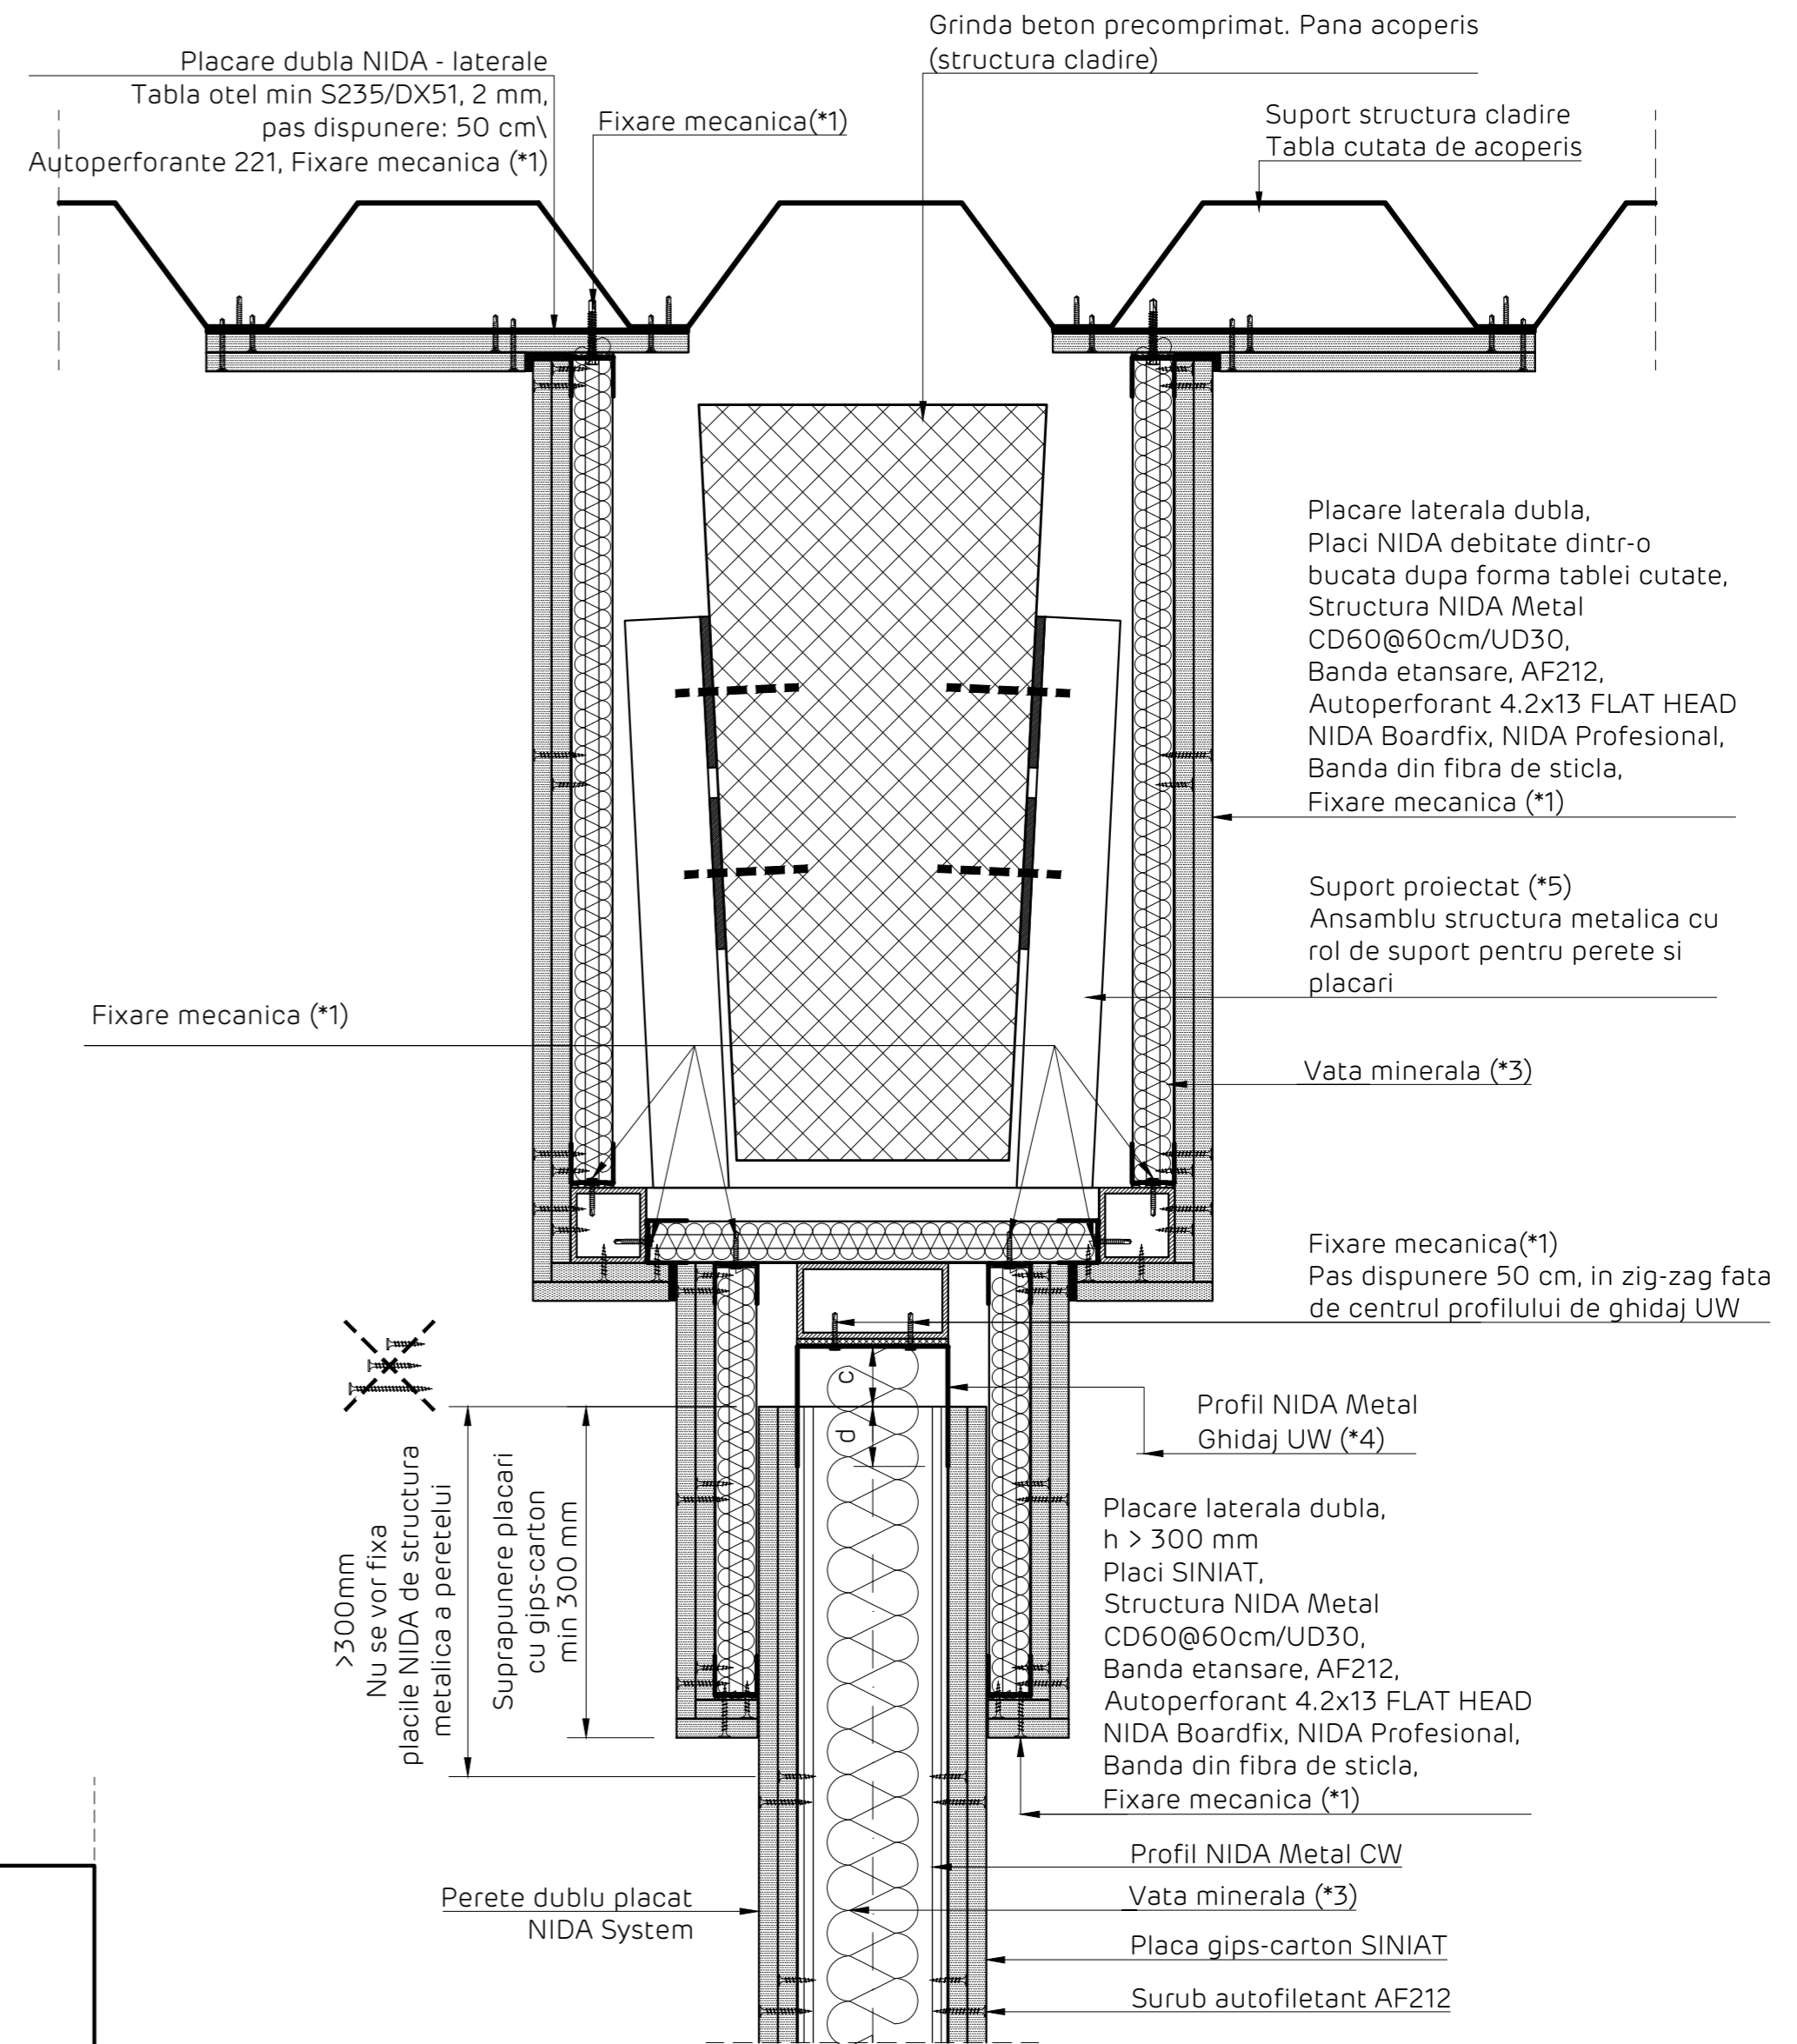 Grinda beton precomprimat. Pana acoperis
(structura cladire)
Placare dubla NIDA - laterale
Tabla otel min S235/DX51, 2 mm,
pas dispunere: 50 cm\
Autoperforante 221, Fixare mecanica (*1)
Fixare mecanica(*1)
Suport structura cladire
Tabla cutata de acoperis
Placare laterala dubla,
Placi NIDA debitate dintr-o
bucata dupa forma tablei cutate,
Structura NIDA Metal
CD60@60cm/UD30,
Banda etansare, AF212,
Autoperforant 4.2x13 FLAT HEAD
NIDA Boardfix, NIDA Profesional,
Banda din fibra de sticla,
Fixare mecanica (*1)
Suport proiectat (*5)
Ansamblu structura metalica cu
rol de suport pentru perete si
placari
Fixare mecanica (*1)
Vata minerala (*3)
Fixare mecanica(*1)
Pas dispunere 50 cm, in zig-zag fata
de centrul profilului de ghidaj UW
c
d
Profil NIDA Metal
Ghidaj UW (*4)
>300mm
Nu se vor fixa
placile NIDA de structura
metalica a peretelui
Suprapunere placari
cu gips-carton
min 300 mm
Placare laterala dubla,
h > 300 mm
Placi SINIAT,
Structura NIDA Metal
CD60@60cm/UD30,
Banda etansare, AF212,
Autoperforant 4.2x13 FLAT HEAD
NIDA Boardfix, NIDA Profesional,
Banda din fibra de sticla,
Fixare mecanica (*1)
Profil NIDA Metal CW
Vata minerala (*3)
Perete dublu placat
NIDA System
Placa gips-carton SINIAT
Surub autofiletant AF212